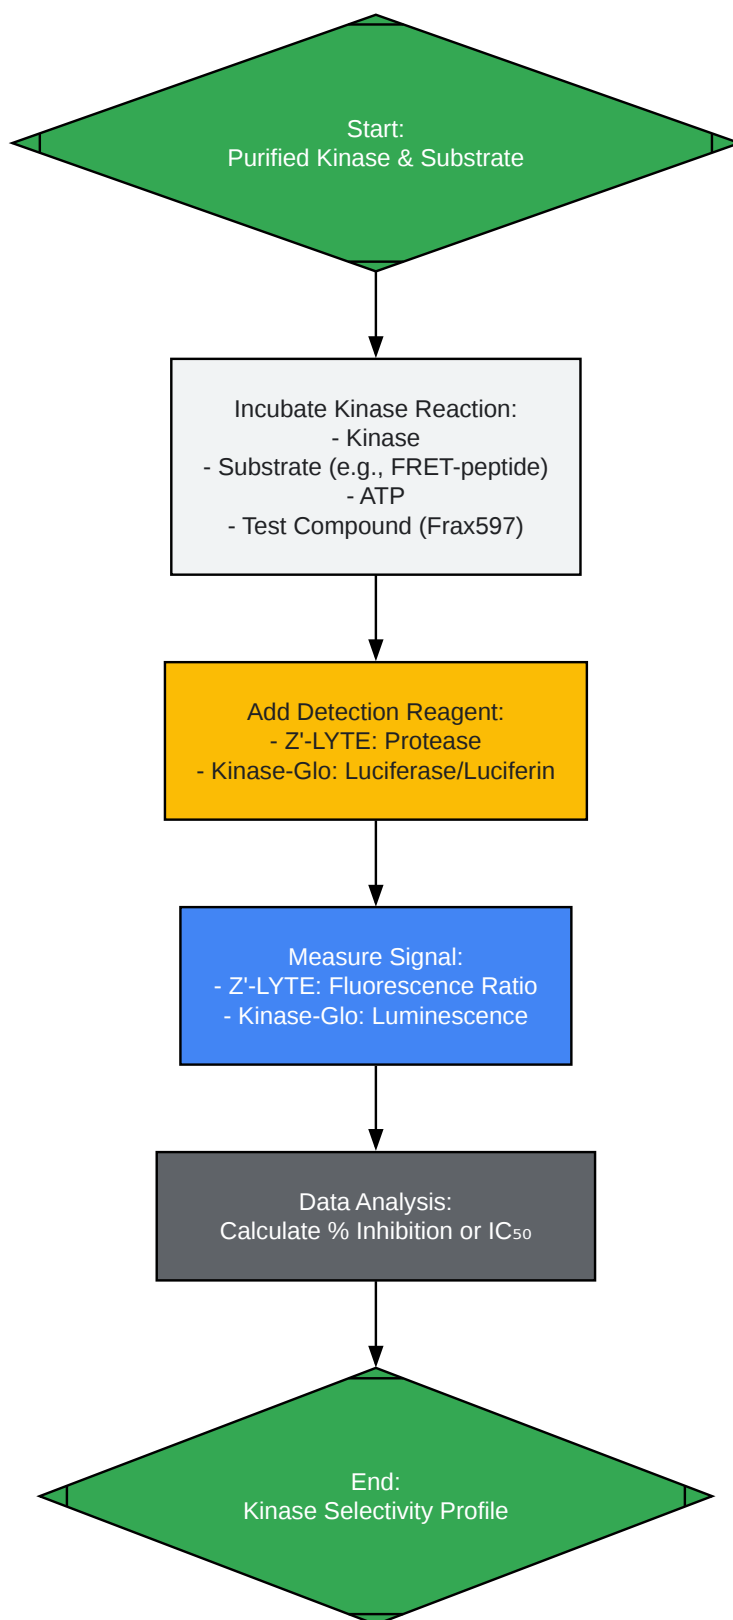 Start:
Purified Kinase & Substrate
Incubate Kinase Reaction:
- Kinase
- Substrate (e.g., FRET-peptide)
- ATP
- Test Compound (Frax597)
Add Detection Reagent:
- Z'-LYTE: Protease
- Kinase-Glo: Luciferase/Luciferin
Measure Signal:
- Z'-LYTE: Fluorescence Ratio
- Kinase-Glo: Luminescence
Data Analysis:
Calculate % Inhibition or IC₅₀
End:
Kinase Selectivity Profile